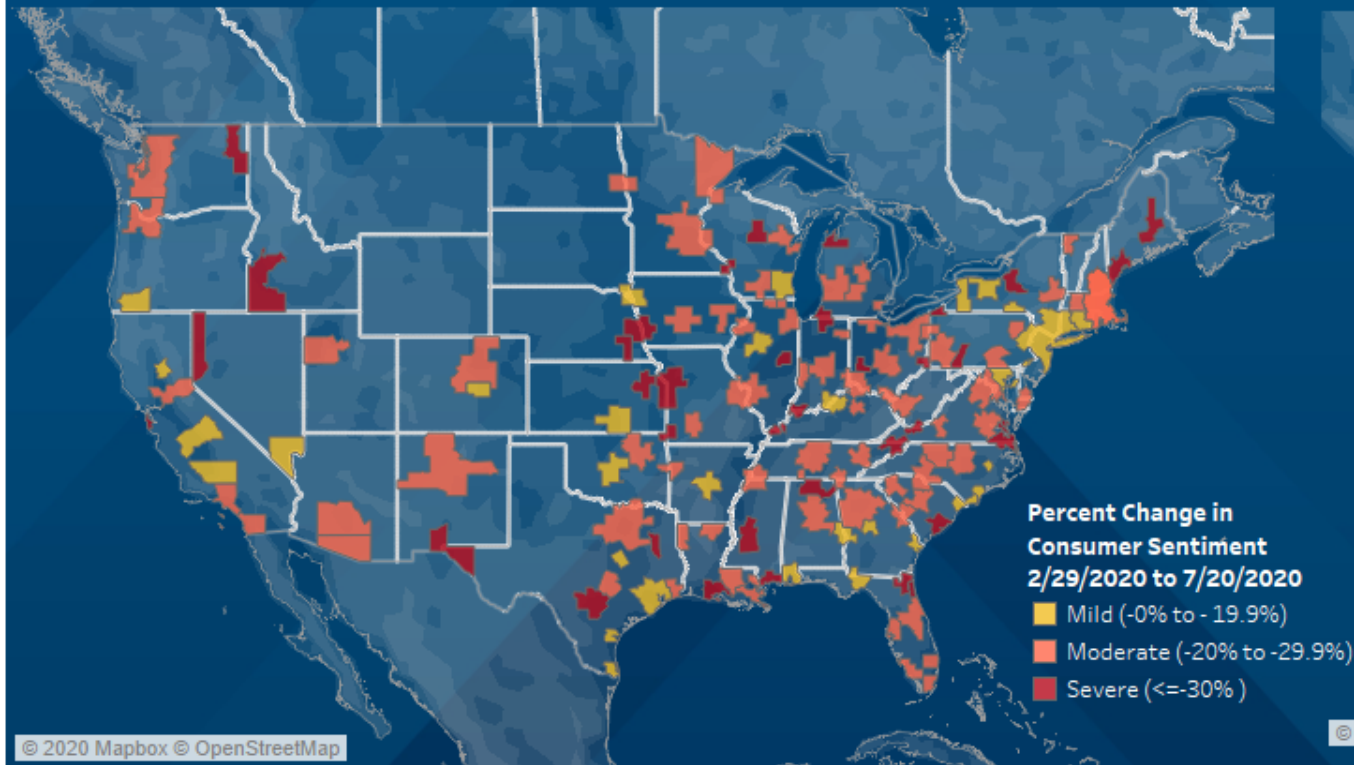 Percent Change in
Consumer Sentiment
2/29/2020 to 7/20/2020
Mild (-0% to - 19.9%)
Moderate (-20% to -29.9%)
Severe (<=-30% )
© 2020 Mapbox © OpenStreetMap
©